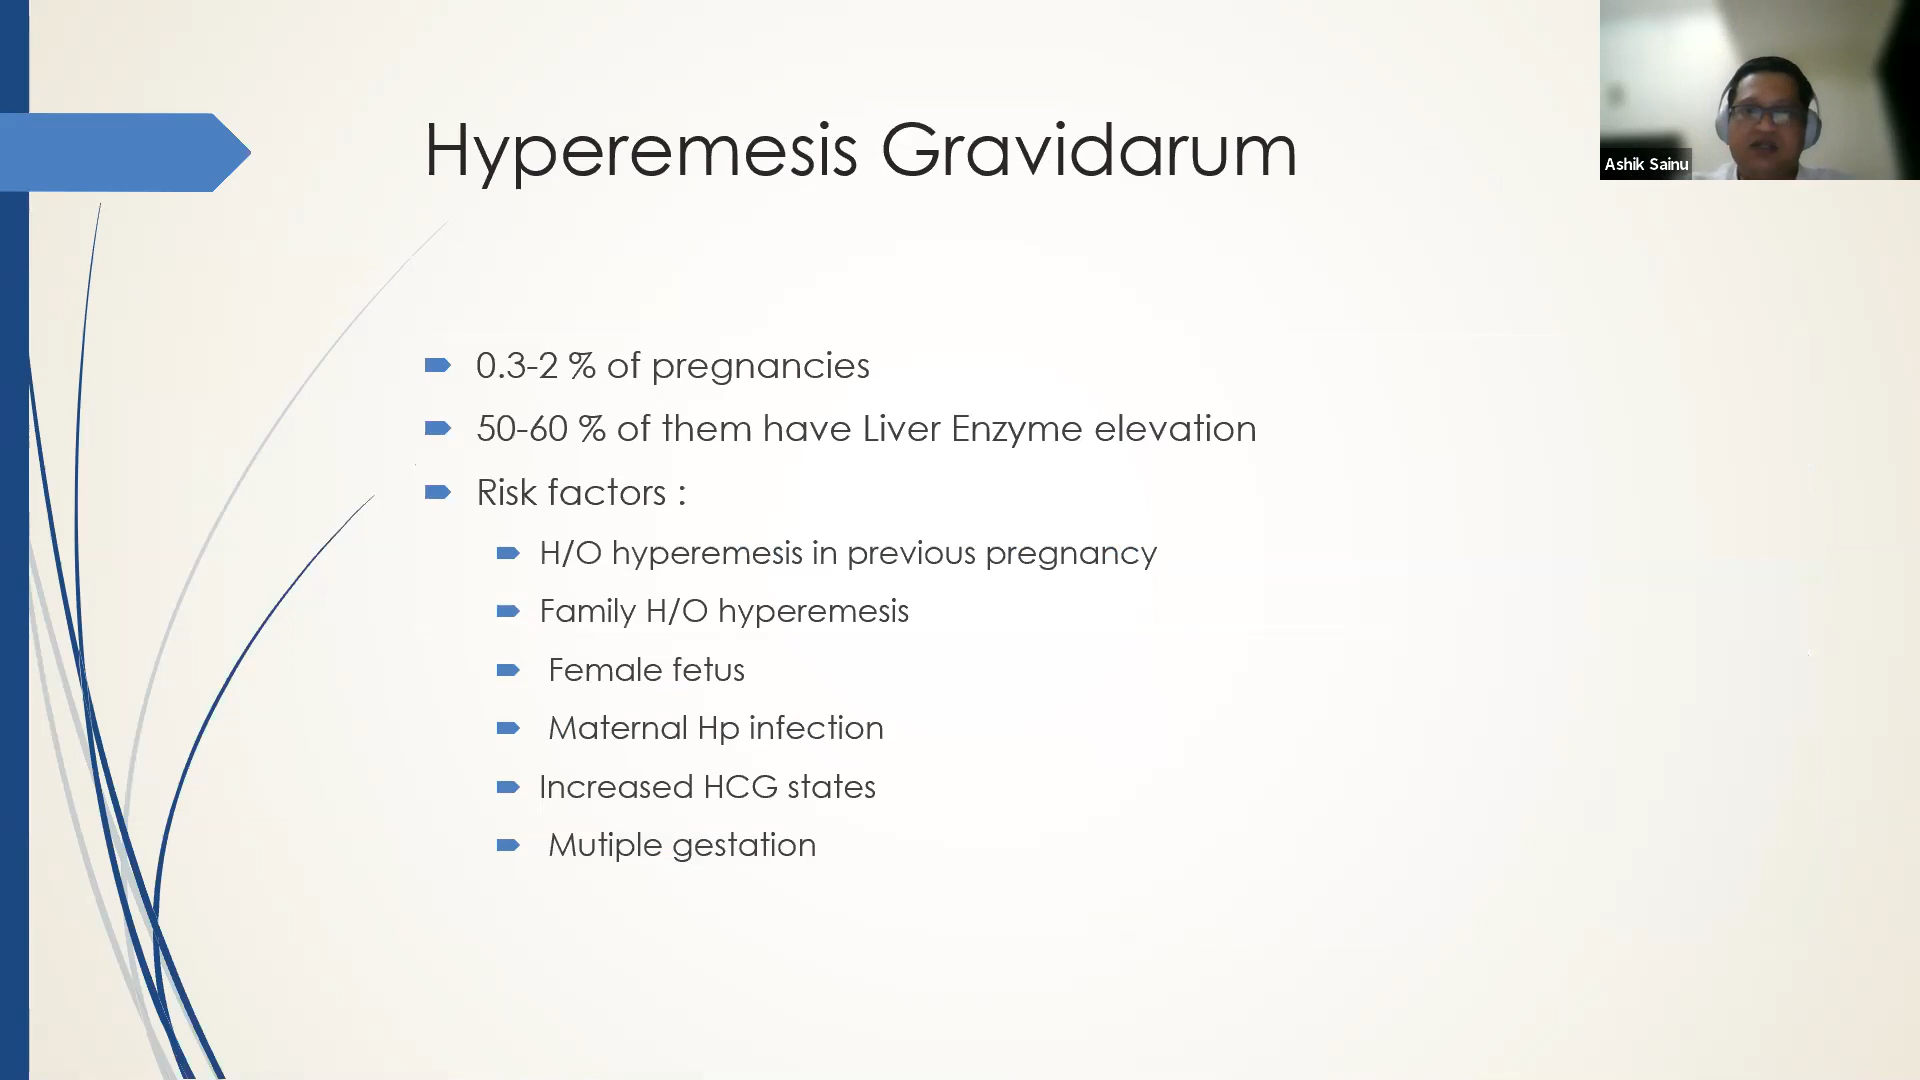 Hyperemesis Gravidarum
Ashik Sainu
0.3-2 % of pregnancies
50-60 % of them have Liver Enzyme elevation
Risk factors :
H/O hyperemesis in previous pregnancy
Family H/O hyperemesis
Female fetus
Maternal Hp infection
Increased HCG states
Mutiple gestation